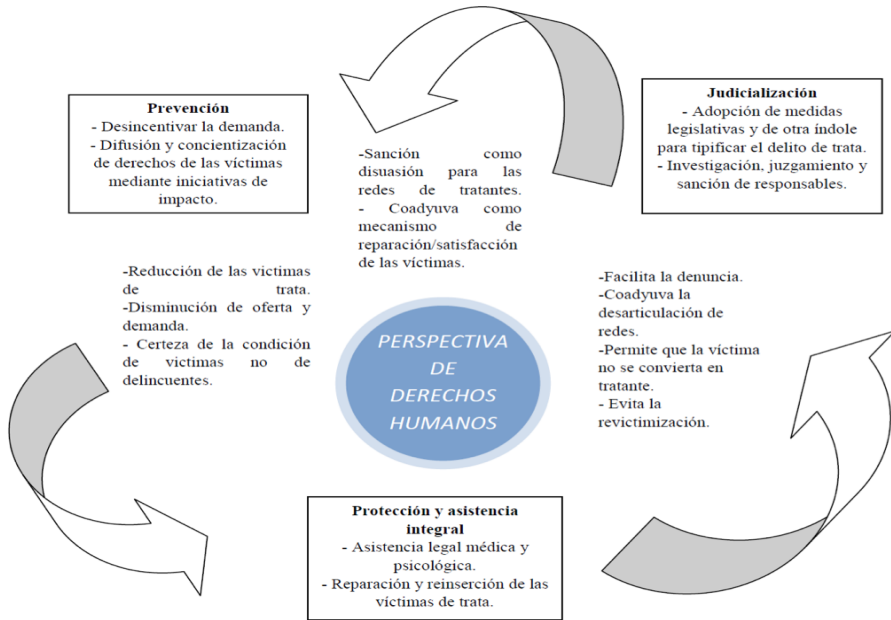 Prevención
- Desincentivar la demanda.
- Difusión y concientización
de derechos de las víctimas
mediante iniciativas de
impacto.
Judicialización
- Adopción de medidas
legislativas y de otra índole
para tipificar el delito de trata.
- Investigación, juzgamiento y
sanción de responsables.
-Sanción como
disuasión para las
redes de tratantes.
- Coadyuva como
mecanismo de
reparación/satisfacción
de las víctimas.
-Reducción de las victimas
de trata.
-Disminución de oferta y
demanda.
- Certeza de la condición
de victimas no de
delincuentes.
PERSPECTIVA
DE
DERECHOS
HUMANOS
-Facilita la denuncia.
-Coadyuva la
desarticulación de
redes.
-Permite que la víctima
no se convierta en
tratante.
- Evita la
revictimización.
Protección y asistencia
integral
- Asistencia legal médica y
psicológica.
- Reparación y reinserción de las
víctimas de trata.